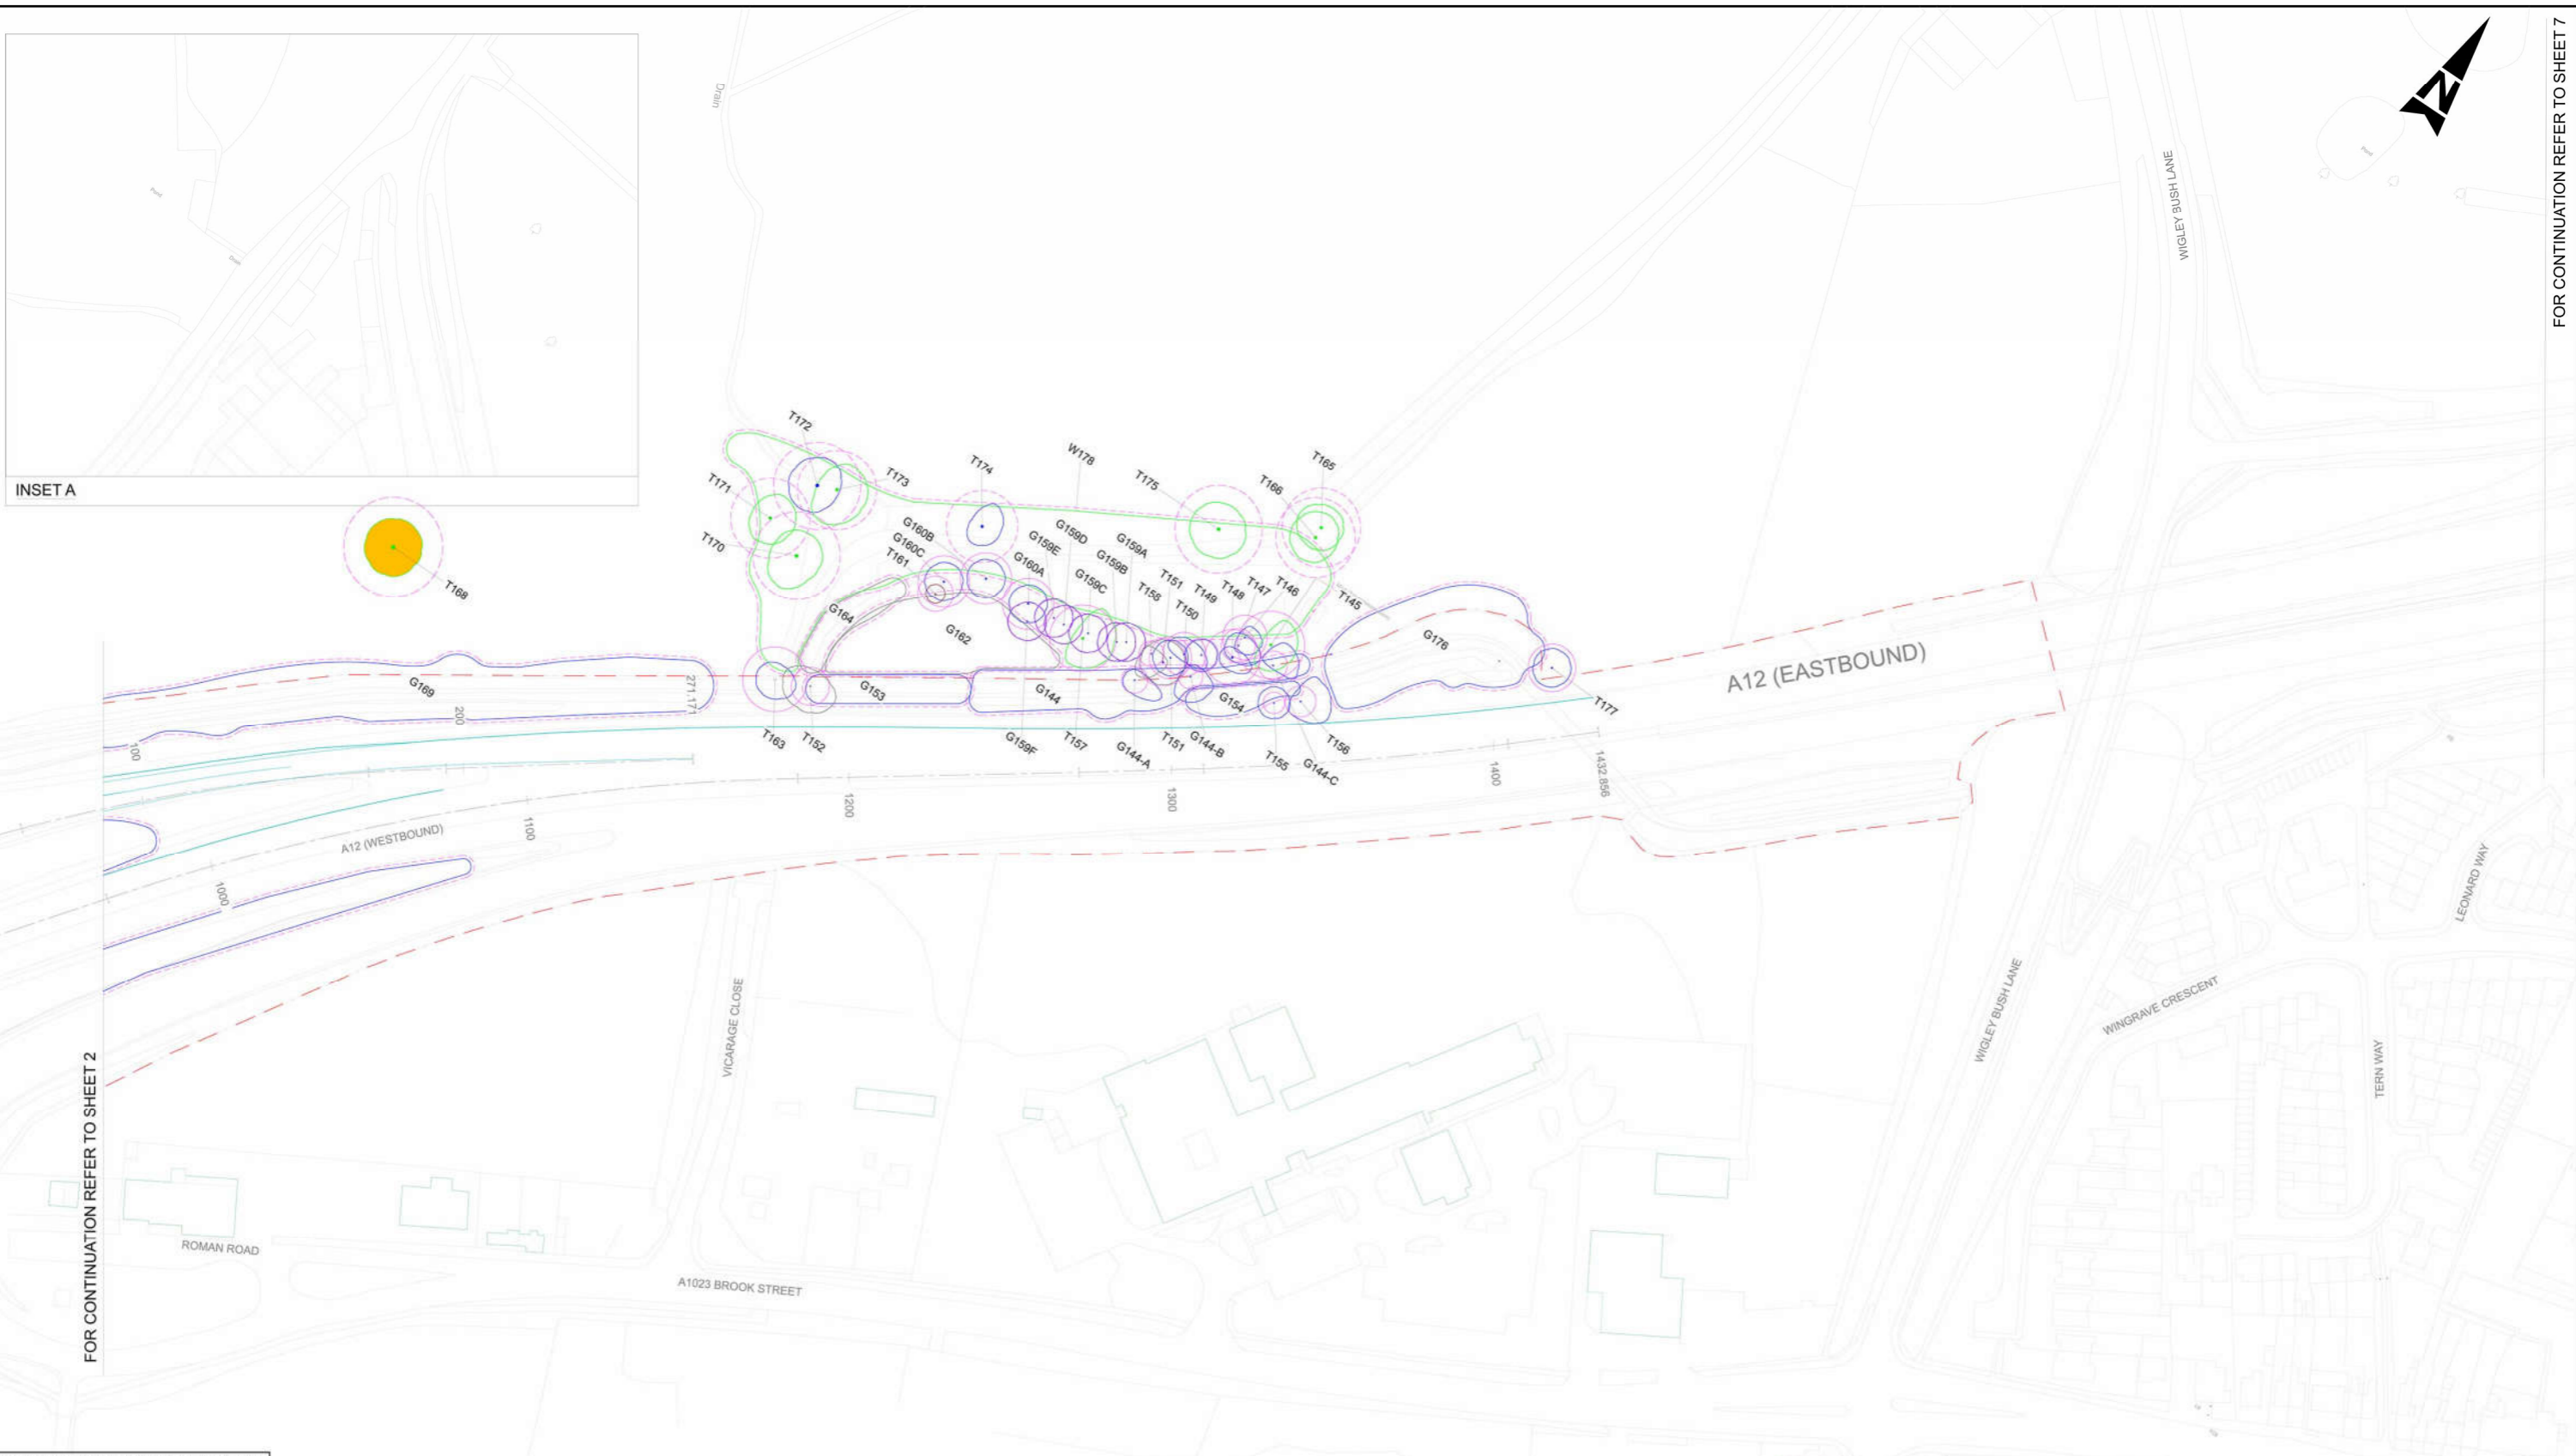 FOR CONTINUATION REFER TO SHEET 7
N
Drain
Pond
Drain
INSET A
WIGLEY BUSH LANE
Pond
T172
T173
T174
W178
T175
T165
T166
T171
T170
T168
G160B
G160C
T161
G160A
G159E
G159D
G159C
G159B
G159A
T151
T150
T149
T148
T147
T146
T145
G164
G162
G176
G169
271.171
G153
G144
G154
A12 (EASTBOUND)
T177
200
100
T163
T152
G159F
T157
G144-A
T151
G144-B
T155
G144-C
T156
1432.856
1400
1300
1200
1100
1000
A12 (WESTBOUND)
VICARAGE CLOSE
LEONARD WAY
WIGLEY BUSH LANE
WINGRAVE CRESCENT
TERN WAY
FOR CONTINUATION REFER TO SHEET 2
ROMAN ROAD
A1023 BROOK STREET